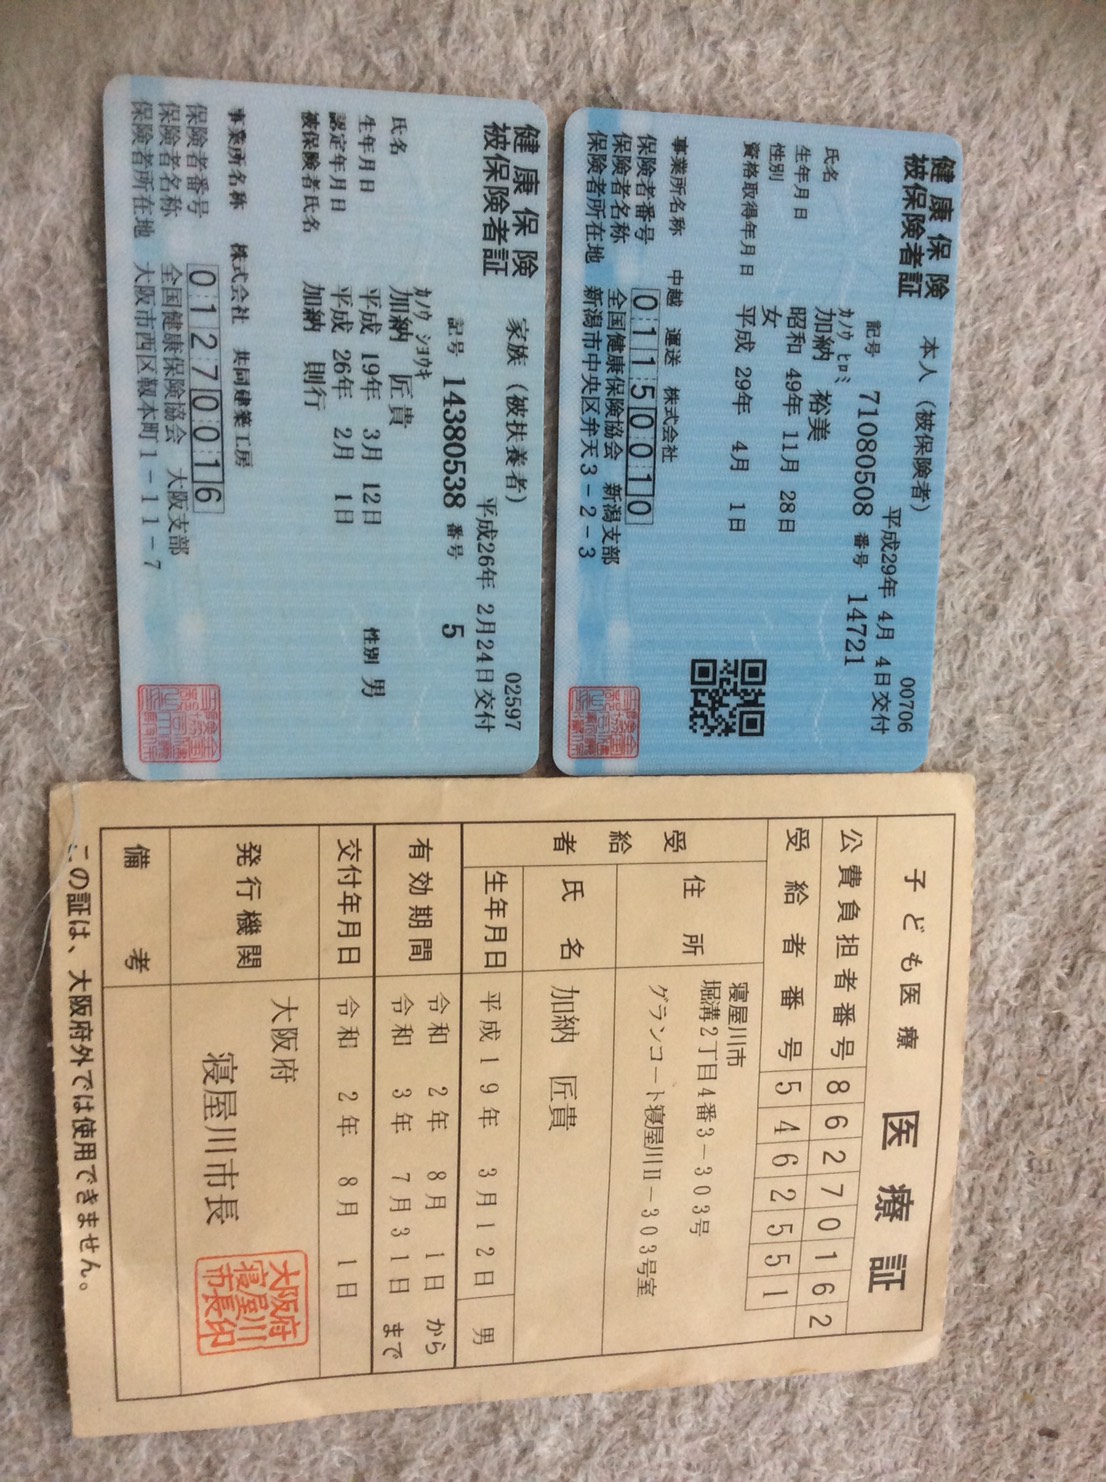 健康保険
被保険者証
本人（被保険者）
00706
平成29年 4月 4日交付
記号 71080508 番号 14721
カノウ ヒロミ
氏名 加納 裕美
生年月日 昭和 49年 11月 28日
性別 女
資格取得年月日 平成 29年 4月 1日
事業所名称 中越 運送 株式会社
保険者番号 01150010
保険者名称 全国健康保険協会 新潟支部
保険者所在地 新潟市中央区弁天3-2-3
健康保険
被保険者証
家族（被扶養者）
02597
平成26年 2月24日交付
記号 14380538 番号 5
カノウ ショウキ
氏名 加納 匠貴
生年月日 平成 19年 3月 12日 性別 男
認定年月日 平成 26年 2月 1日
被保険者氏名 加納 則行
事業所名称 株式会社 共同建築工房
保険者番号 01270016
保険者名称 全国健康保険協会 大阪支部
保険者所在地 大阪市西区靱本町1-11-7
子ども医療 医療証
公費負担者番号 86270162
受給者番号 5462551
受給者
住所
寝屋川市
堀溝2丁目4番3-303号
グランコート寝屋川II-303号室
氏名 加納 匠貴
生年月日 平成19年 3月12日 男
有効期間
令和 2年 8月 1日 から
令和 3年 7月31日 まで
交付年月日 令和 2年 8月 1日
発行機関
大阪府
寝屋川市長
大阪府
寝屋川
市長印
備考
この証は、大阪府外では使用できません。